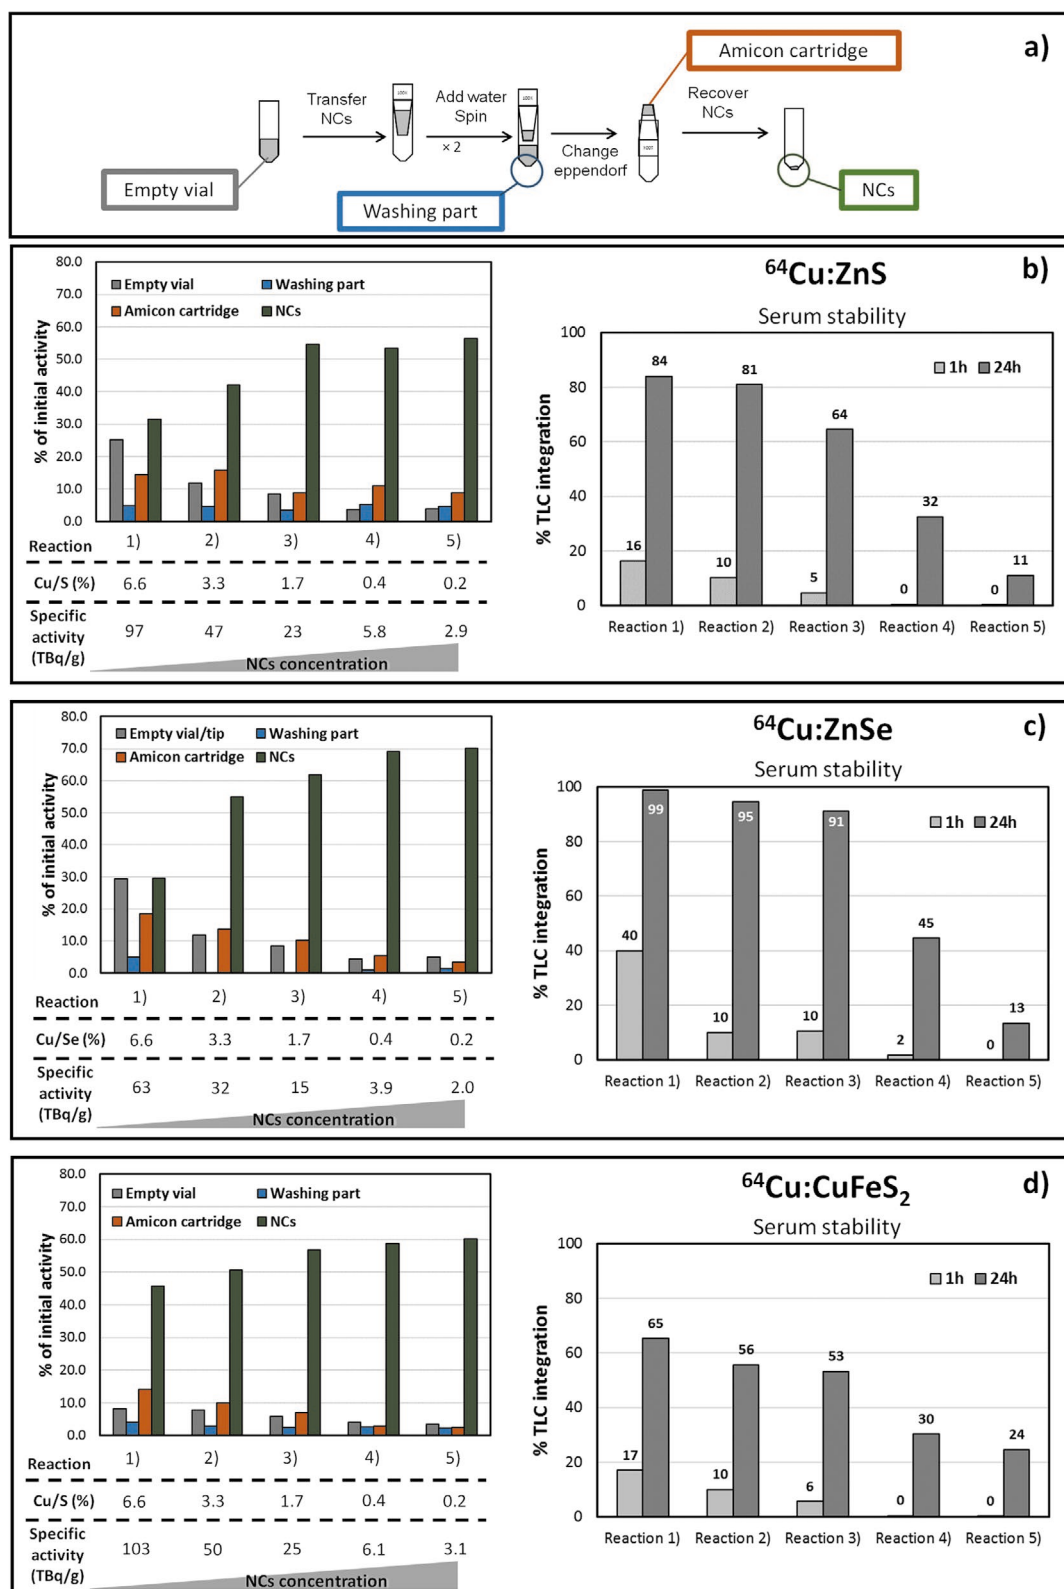 a)
Amicon cartridge
Transfer
NCs
Add water
Spin
× 2
Recover
NCs
Change
eppendorf
Empty vial
Washing part
NCs
b)
80.0
70.0
60.0
50.0
40.0
30.0
20.0
10.0
0.0
% of initial activity
Empty vial
Washing part
Amicon cartridge
NCs
Reaction 1) 2) 3) 4) 5)
Cu/S (%) 6.6 3.3 1.7 0.4 0.2
Specific
activity
(TBq/g)
97 47 23 5.8 2.9
NCs concentration
64Cu:ZnS
Serum stability
100
80
60
40
20
0
% TLC integration
1h 24h
16 84 10 81 5 64 0 32 0 11
Reaction 1) Reaction 2) Reaction 3) Reaction 4) Reaction 5)
c)
80.0
70.0
60.0
50.0
40.0
30.0
20.0
10.0
0.0
% of initial activity
Empty vial/tip
Washing part
Amicon cartridge
NCs
Reaction 1) 2) 3) 4) 5)
Cu/Se (%) 6.6 3.3 1.7 0.4 0.2
Specific
activity
(TBq/g)
63 32 15 3.9 2.0
NCs concentration
64Cu:ZnSe
Serum stability
100
80
60
40
20
0
% TLC integration
1h 24h
40 99 10 95 10 91 2 45 0 13
Reaction 1) Reaction 2) Reaction 3) Reaction 4) Reaction 5)
d)
80.0
70.0
60.0
50.0
40.0
30.0
20.0
10.0
0.0
% of initial activity
Empty vial
Washing part
Amicon cartridge
NCs
Reaction 1) 2) 3) 4) 5)
Cu/S (%) 6.6 3.3 1.7 0.4 0.2
Specific
activity
(TBq/g)
103 50 25 6.1 3.1
NCs concentration
64Cu:CuFeS2
Serum stability
100
80
60
40
20
0
% TLC integration
1h 24h
17 65 10 56 6 53 0 30 0 24
Reaction 1) Reaction 2) Reaction 3) Reaction 4) Reaction 5)